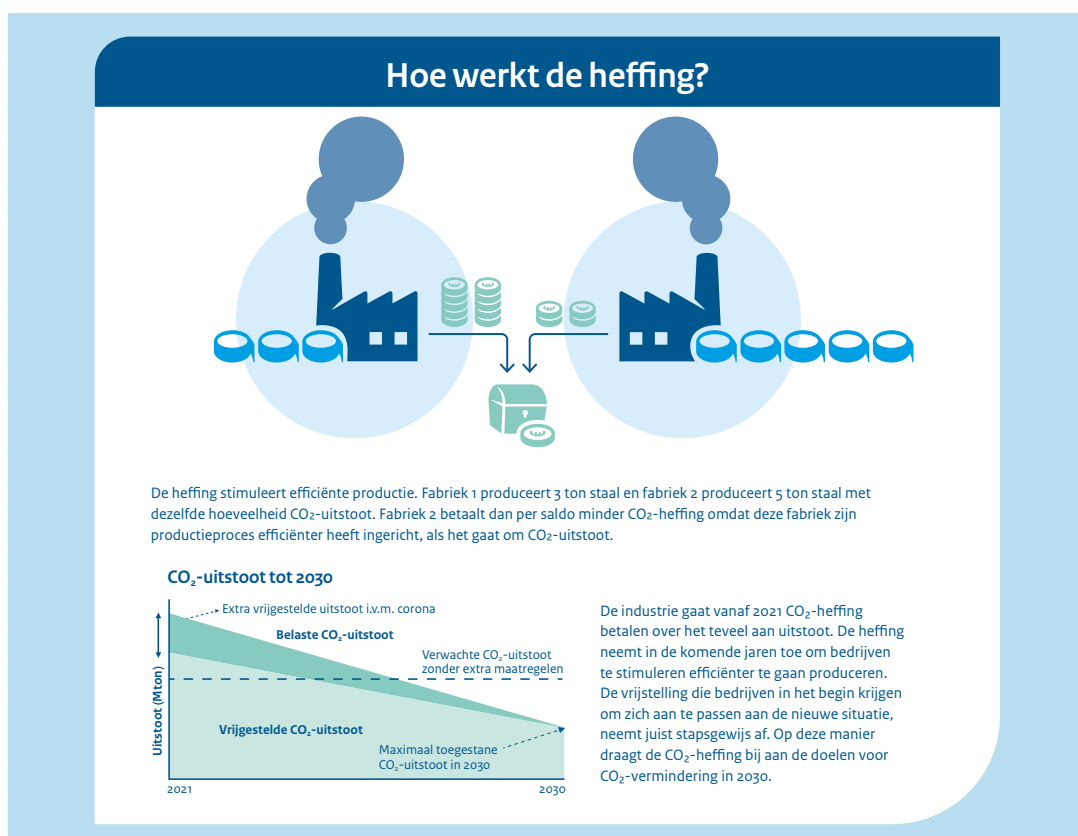 Hoe werkt de heffing?
De heffing stimuleert efficiënte productie. Fabriek 1 produceert 3 ton staal en fabriek 2 produceert 5 ton staal met
dezelfde hoeveelheid CO₂-uitstoot. Fabriek 2 betaalt dan per saldo minder CO₂-heffing omdat deze fabriek zijn
productieproces efficiënter heeft ingericht, als het gaat om CO₂-uitstoot.
CO₂-uitstoot tot 2030
Extra vrijgestelde uitstoot i.v.m. corona
Belaste CO₂-uitstoot
Verwachte CO₂-uitstoot
zonder extra maatregelen
Uitstoot (Mton)
Vrijgestelde CO₂-uitstoot
Maximaal toegestane
CO₂-uitstoot in 2030
2021
2030
De industrie gaat vanaf 2021 CO₂-heffing
betalen over het teveel aan uitstoot. De heffing
neemt in de komende jaren toe om bedrijven
te stimuleren efficiënter te gaan produceren.
De vrijstelling die bedrijven in het begin krijgen
om zich aan te passen aan de nieuwe situatie,
neemt juist stapsgewijs af. Op deze manier
draagt de CO₂-heffing bij aan de doelen voor
CO₂-vermindering in 2030.